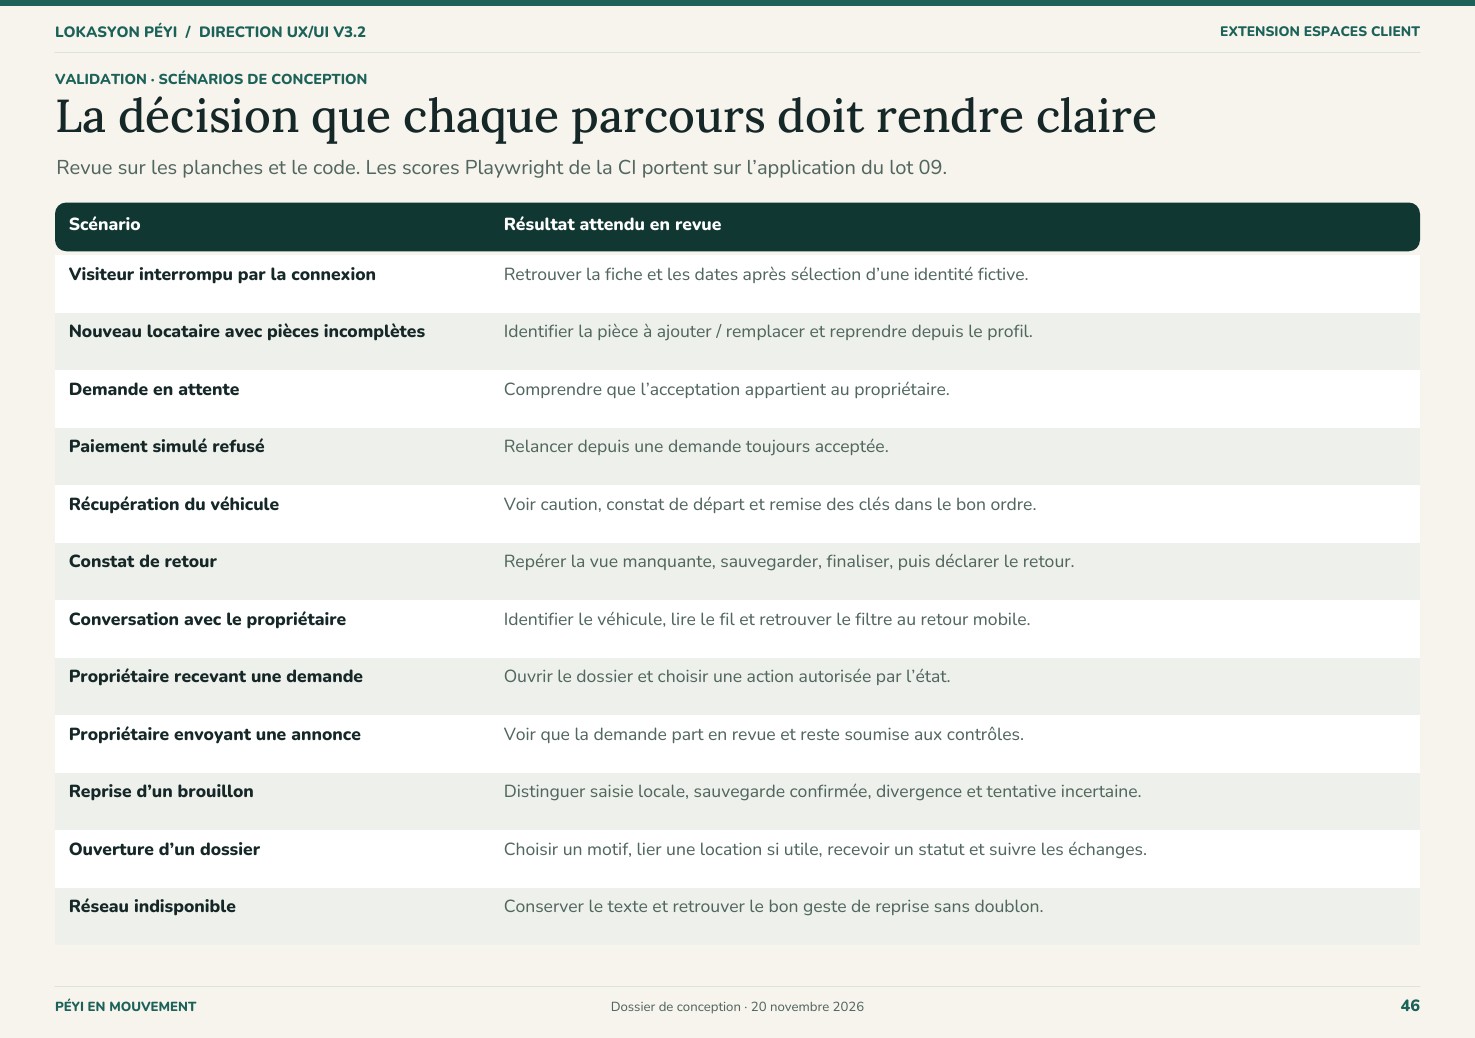 LOKASYON PÉYI / DIRECTION UX/UI V3.2
EXTENSION ESPACES CLIENT
VALIDATION · SCÉNARIOS DE CONCEPTION
La décision que chaque parcours doit rendre claire
Revue sur les planches et le code. Les scores Playwright de la CI portent sur l’application du lot 09.
Scénario Résultat attendu en revue
Visiteur interrompu par la connexion Retrouver la fiche et les dates après sélection d’une identité fictive.
Nouveau locataire avec pièces incomplètes Identifier la pièce à ajouter / remplacer et reprendre depuis le profil.
Demande en attente Comprendre que l’acceptation appartient au propriétaire.
Paiement simulé refusé Relancer depuis une demande toujours acceptée.
Récupération du véhicule Voir caution, constat de départ et remise des clés dans le bon ordre.
Constat de retour Repérer la vue manquante, sauvegarder, finaliser, puis déclarer le retour.
Conversation avec le propriétaire Identifier le véhicule, lire le fil et retrouver le filtre au retour mobile.
Propriétaire recevant une demande Ouvrir le dossier et choisir une action autorisée par l’état.
Propriétaire envoyant une annonce Voir que la demande part en revue et reste soumise aux contrôles.
Reprise d’un brouillon Distinguer saisie locale, sauvegarde confirmée, divergence et tentative incertaine.
Ouverture d’un dossier Choisir un motif, lier une location si utile, recevoir un statut et suivre les échanges.
Réseau indisponible Conserver le texte et retrouver le bon geste de reprise sans doublon.
PÉYI EN MOUVEMENT
Dossier de conception · 20 novembre 2026
46